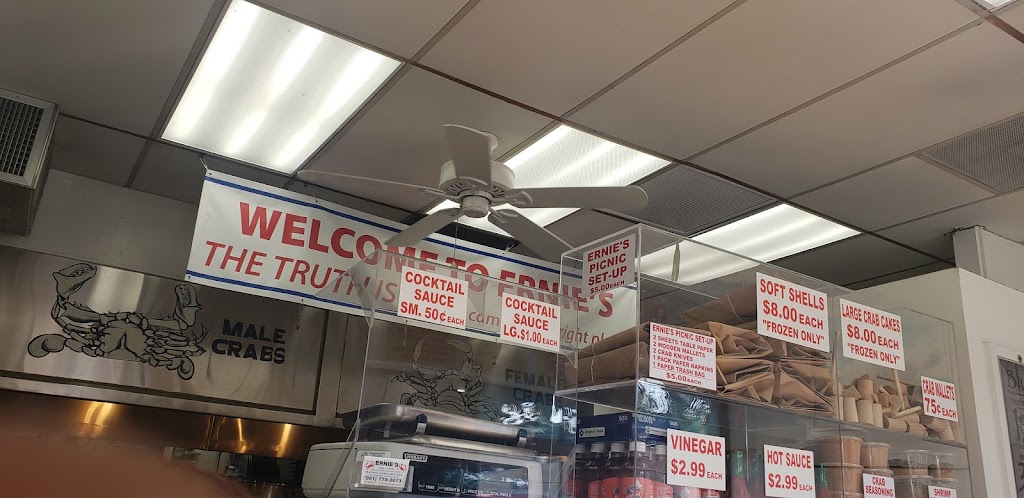 WELCOME TO ERNIE'S
THE TRUTH IS
MALE
CRABS
COCKTAIL
SAUCE
SM. 50¢ EACH
COCKTAIL
SAUCE
LG. $1.00 EACH
ERNIE'S
PICNIC
SET-UP
$5.00 EACH
ERNIE'S PICNIC SET-UP
2 SHEETS TABLE PAPER
2 WOODEN MALLETS
2 CRAB KNIVES
1 PACK PAPER NAPKINS
1 PAPER TRASH BAG
$5.00 EACH
SOFT SHELLS
$8.00 EACH
"FROZEN ONLY"
LARGE CRAB CAKES
$8.00 EACH
"FROZEN ONLY"
CRAB MALLETS
75¢ EACH
VINEGAR
$2.99 EACH
HOT SAUCE
$2.99 EACH
CRAB
SEASONING
SHRIMP
ERNIE'S
HOBART